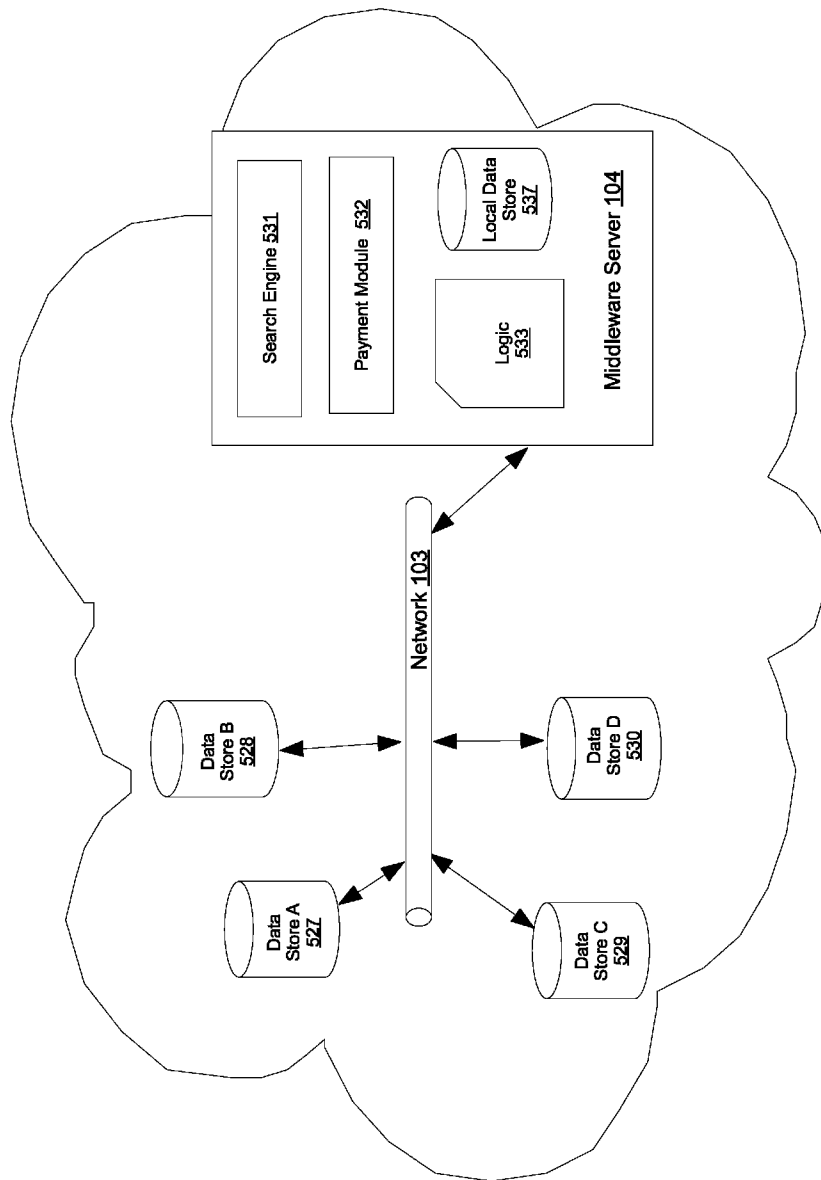 Data
Store A
527
Data
Store B
528
Network 103
Data
Store C
529
Data
Store D
530
Search Engine 531
Payment Module 532
Logic
533
Local Data
Store
537
Middleware Server 104